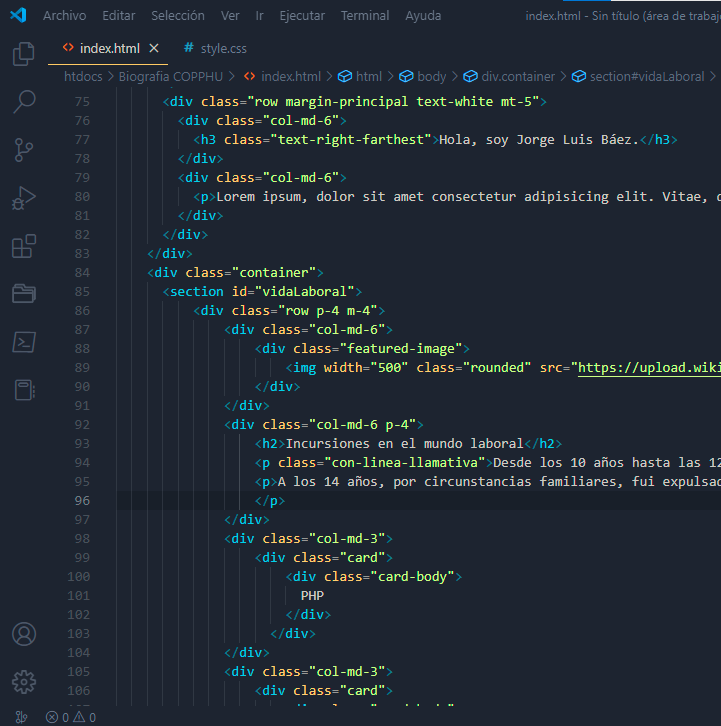 Archivo Editar Selección Ver Ir Ejecutar Terminal Ayuda index.html - Sin título (área de trabajo
index.html style.css
htdocs > Biografia COPPHU > index.html > html > body > div.container > section#vidaLaboral >
75 <div class="row margin-principal text-white mt-5">
76 <div class="col-md-6">
77 <h3 class="text-right-farthest">Hola, soy Jorge Luis Báez.</h3>
78 </div>
79 <div class="col-md-6">
80 <p>Lorem ipsum, dolor sit amet consectetur adipisicing elit. Vitae,
81 </div>
82 </div>
83 </div>
84 <div class="container">
85 <section id="vidaLaboral">
86 <div class="row p-4 m-4">
87 <div class="col-md-6">
88 <div class="featured-image">
89 <img width="500" class="rounded" src="https://upload.wiki
90 </div>
91 </div>
92 <div class="col-md-6 p-4">
93 <h2>Incursiones en el mundo laboral</h2>
94 <p class="con-linea-llamativa">Desde los 10 años hasta las 12
95 <p>A los 14 años, por circunstancias familiares, fui expulsad
96 </p>
97 </div>
98 <div class="col-md-3">
99 <div class="card">
100 <div class="card-body">
101 PHP
102 </div>
103 </div>
104 </div>
105 <div class="col-md-3">
106 <div class="card">
0 0